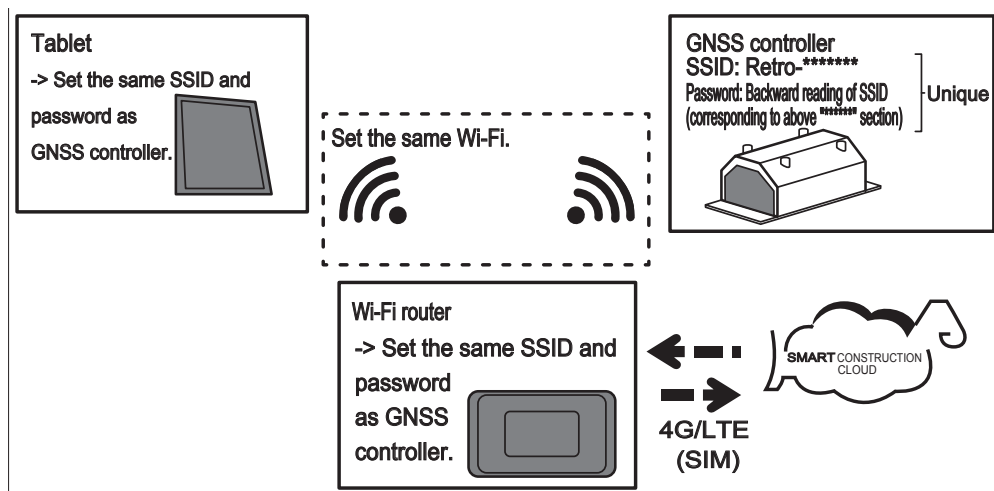 Tablet
-> Set the same SSID and
password as
GNSS controller.
Set the same Wi-Fi.
GNSS controller
SSID: Retro-*******
Password: Backward reading of SSID
(corresponding to above "******" section)
Unique
Wi-Fi router
-> Set the same SSID and
password
as GNSS
controller.
4G/LTE
(SIM)
SMART CONSTRUCTION
CLOUD